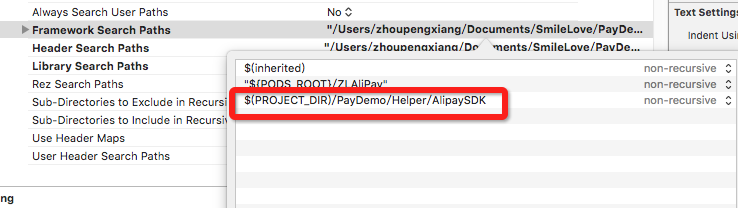 Always Search User Paths No
Text Settings
Framework Search Paths "/Users/zhoupengxiang/Documents/SmileLove/PayDe...
Indent Usin
Header Search Paths "/Users/zhoupengxiang/Documents/SmileLove/PayDe...
Library Search Paths
$(inherited) non-recursive
Rez Search Paths
"${PODS_ROOT}/ZLAliPay" non-recursive
Sub-Directories to Exclude in Recursi
$(PROJECT_DIR)/PayDemo/Helper/AlipaySDK non-recursive
Sub-Directories to Include in Recursi
Use Header Maps
User Header Search Paths
ng